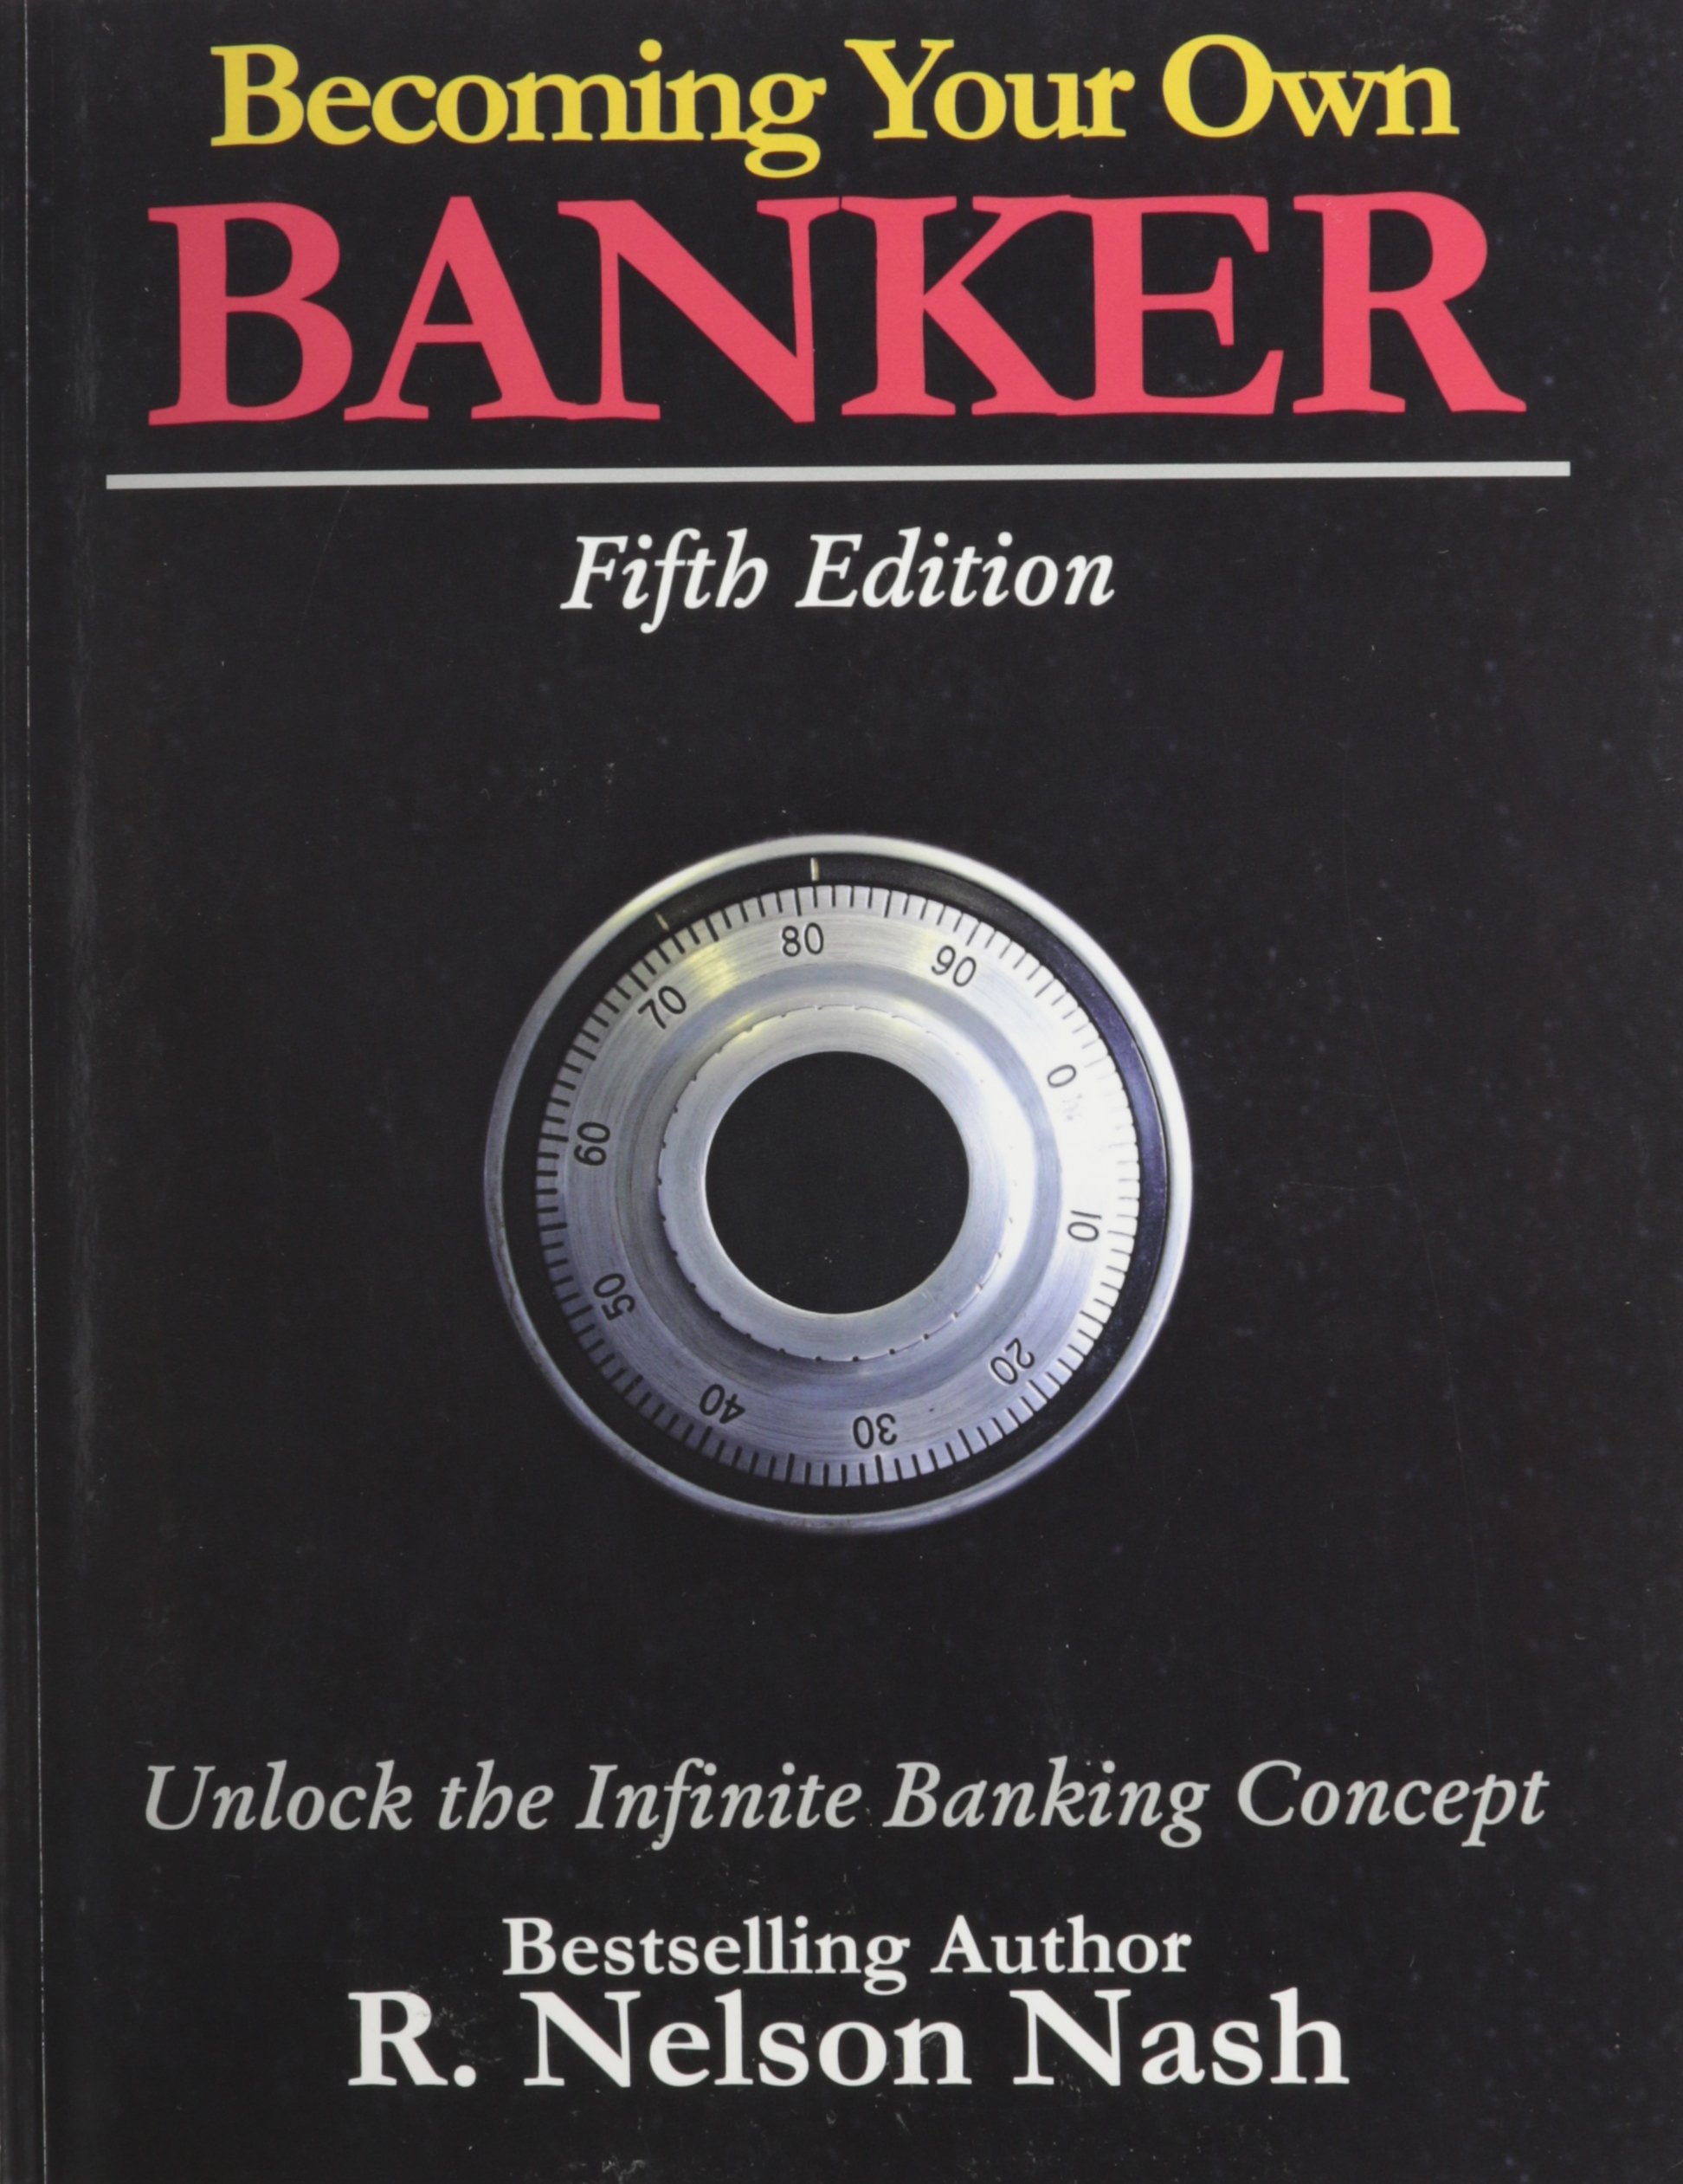 Becoming Your Own
BANKER
Fifth Edition
80
90
70
0
60
10
50
20
40
30
Unlock the Infinite Banking Concept
Bestselling Author
R. Nelson Nash